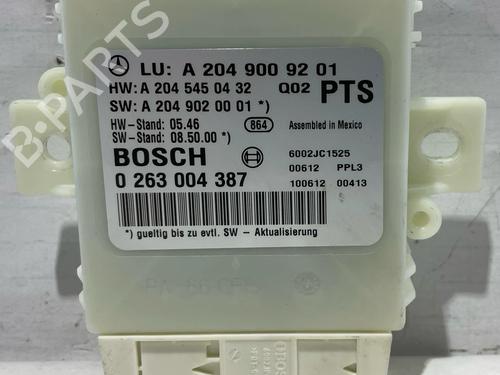 B-PARTS
LU: A 204 900 92 01
HW: A 204 545 04 32 Q02 PTS
SW: A 204 902 00 01 *)
HW-Stand: 05.46 864 Assembled in Mexico
SW-Stand: 08.50.00 *)
BOSCH 6002JC1525
0 263 004 387 00612 PPL3
100612 00413
*) gueltig bis zu evtl. SW - Aktualisierung